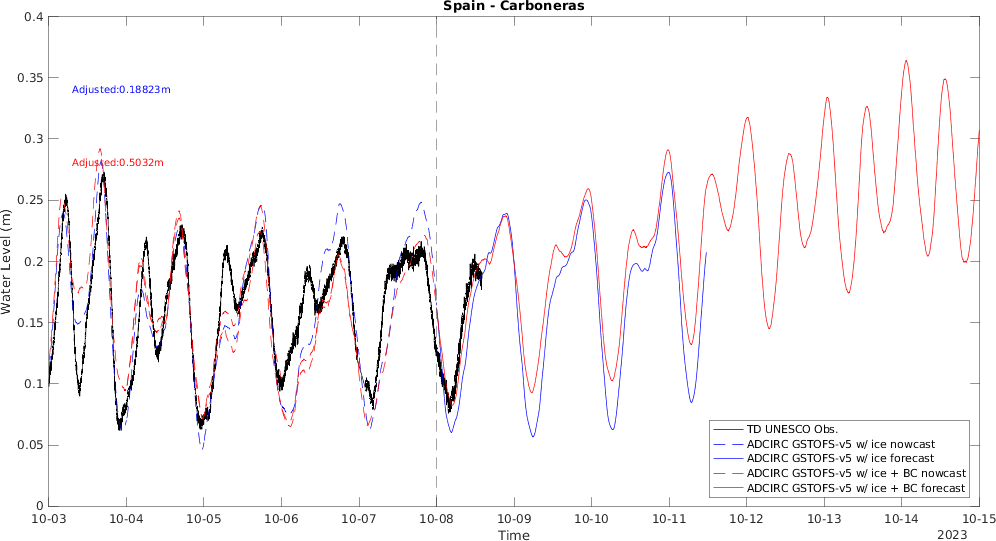 Spain - Carboneras
0.4
0.35
0.3
0.25
0.2
0.15
0.1
0.05
0
Water Level (m)
Adjusted:0.18823m
Adjusted:0.5032m
TD UNESCO Obs.
ADCIRC GSTOFS-v5 w/ ice nowcast
ADCIRC GSTOFS-v5 w/ ice forecast
ADCIRC GSTOFS-v5 w/ ice + BC nowcast
ADCIRC GSTOFS-v5 w/ ice + BC forecast
10-03 10-04 10-05 10-06 10-07 10-08 10-09 10-10 10-11 10-12 10-13 10-14 10-15
Time
2023